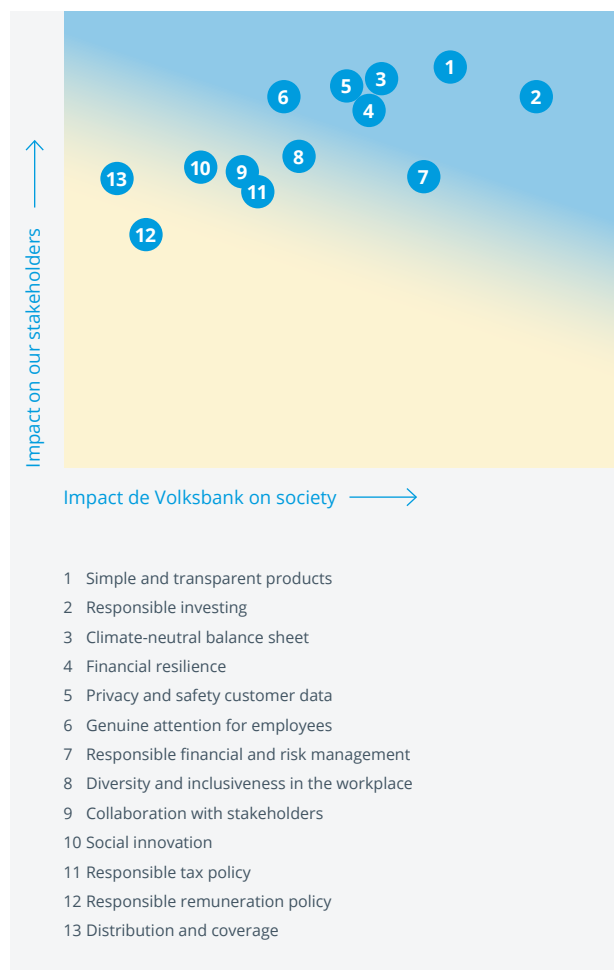 1
3
5
2
6
4
8
10
9
7
13
11
12
Impact on our stakeholders
Impact de Volksbank on society
1 Simple and transparent products
2 Responsible investing
3 Climate-neutral balance sheet
4 Financial resilience
5 Privacy and safety customer data
6 Genuine attention for employees
7 Responsible financial and risk management
8 Diversity and inclusiveness in the workplace
9 Collaboration with stakeholders
10 Social innovation
11 Responsible tax policy
12 Responsible remuneration policy
13 Distribution and coverage